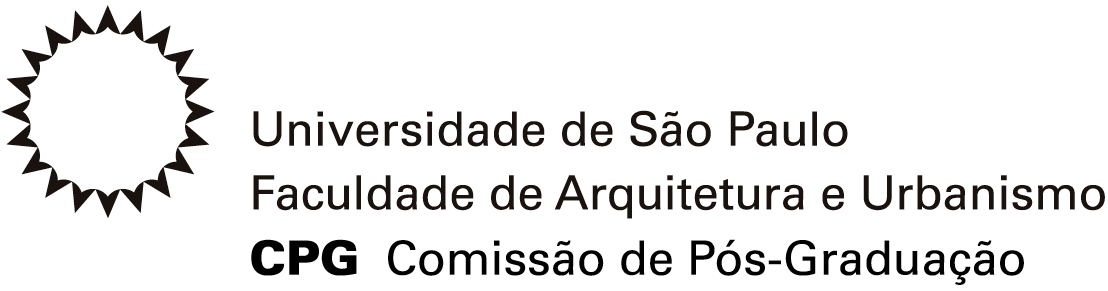 Universidade de São Paulo
Faculdade de Arquitetura e Urbanismo
CPG Comissão de Pós-Graduação